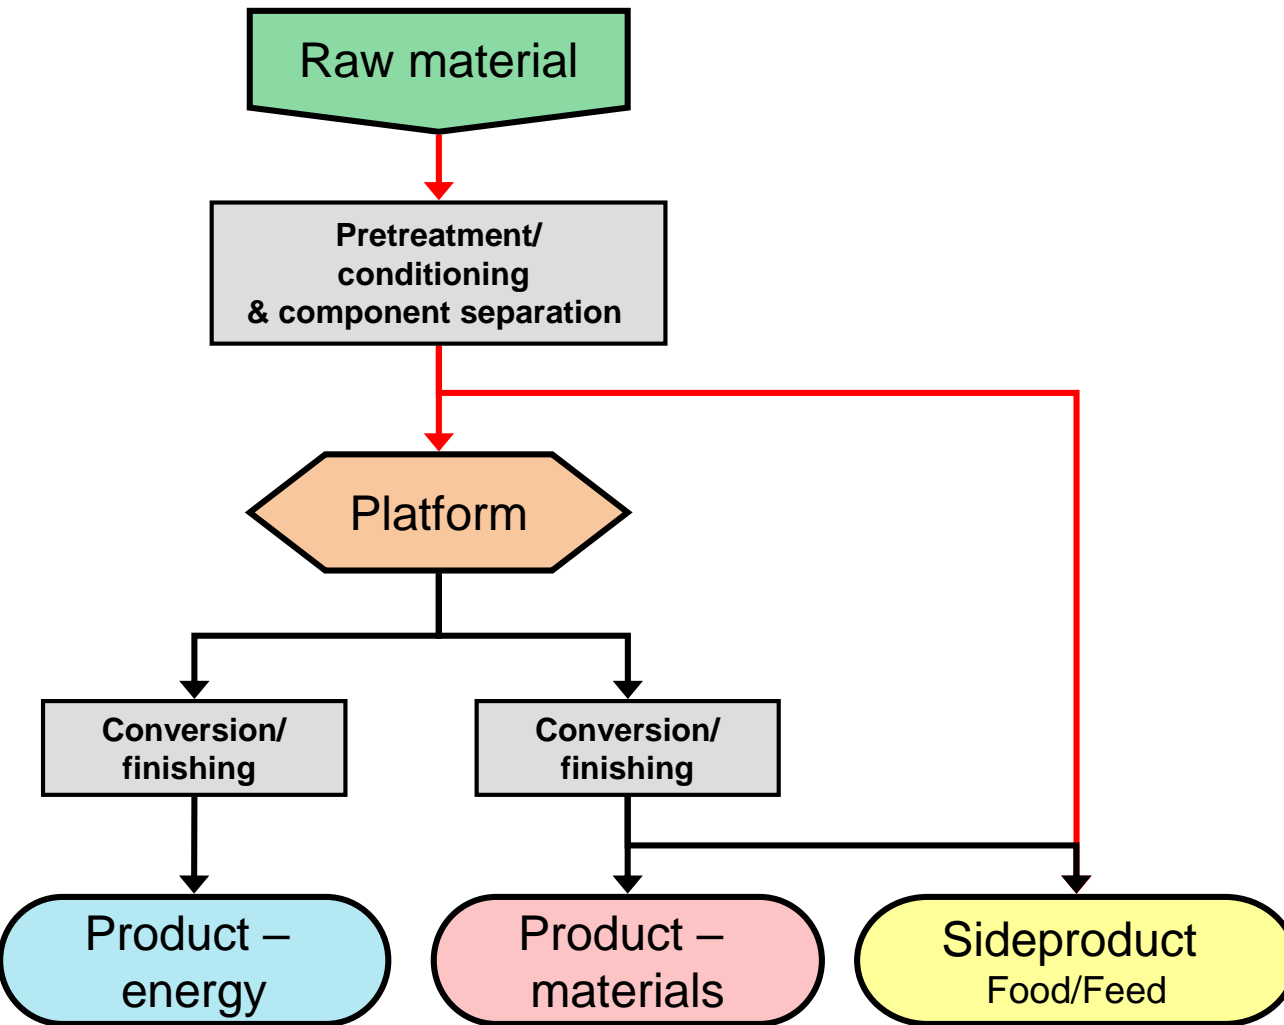 Raw material
Pretreatment/
conditioning
& component separation
Platform
Conversion/
finishing
Conversion/
finishing
Product –
energy
Product –
materials
Sideproduct
Food/Feed